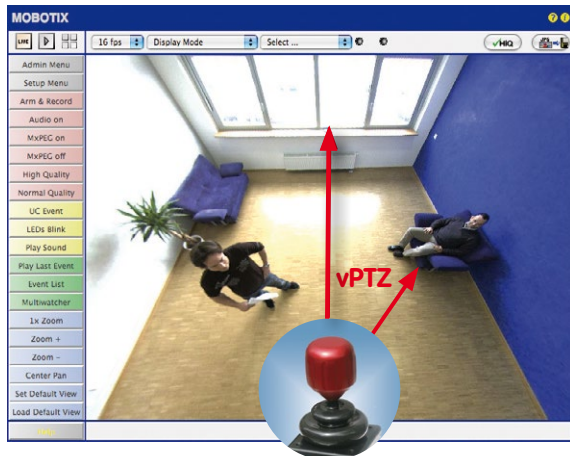 MOBOTIX
LIVE
16 fps
Display Mode
Select ...
HiQ
Admin Menu
Setup Menu
Arm & Record
Audio on
MxPEG on
MxPEG off
High Quality
Normal Quality
UC Event
LEDs Blink
Play Sound
Play Last Event
Event List
Multiwatcher
1x Zoom
Zoom +
Zoom -
Center Pan
Set Default View
Load Default View
vPTZ